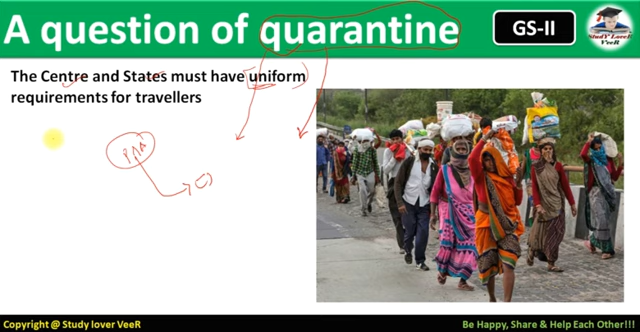 A question of quarantine
GS-II
StudY LoveR
VeeR
The Centre and States must have uniform
requirements for travellers
Copyright @ Study lover VeeR
Be Happy, Share & Help Each Other!!!